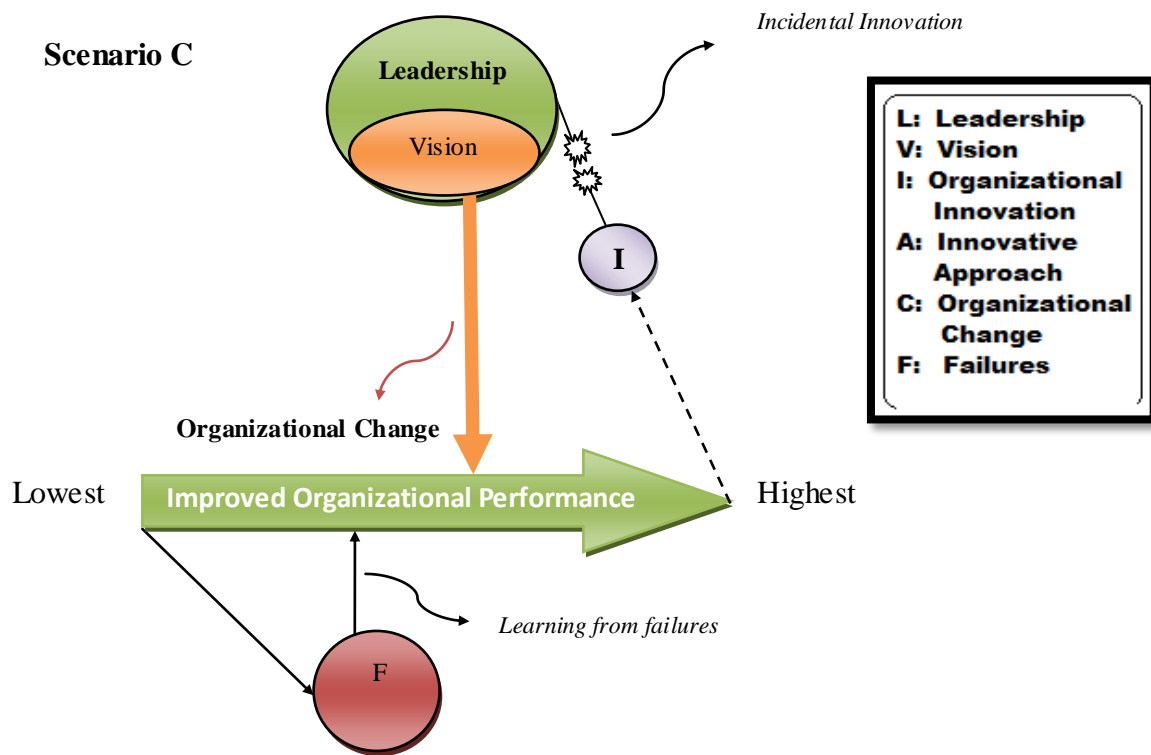 Incidental Innovation
Scenario C
Leadership
Vision
I
L: Leadership
V: Vision
I: Organizational
Innovation
A: Innovative
Approach
C: Organizational
Change
F: Failures
Organizational Change
Lowest
Improved Organizational Performance
Highest
Learning from failures
F